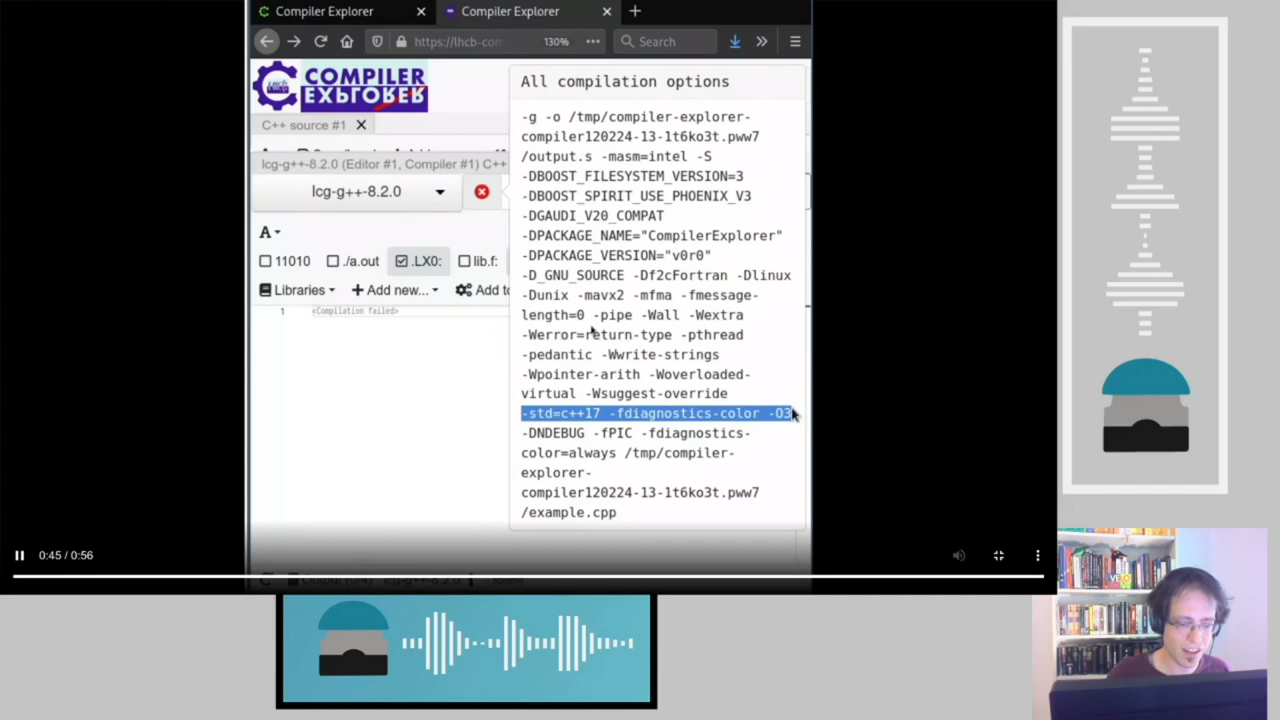 Compiler Explorer
Compiler Explorer
https://lhcb-com
130%
Search
COMPILER
EXPLORER
C++ source #1
lcg-g++-8.2.0 (Editor #1, Compiler #1) C++
lcg-g++-8.2.0
A
11010 ./a.out .LX0: lib.f:
Libraries + Add new... Add to
1 <Compilation failed>
All compilation options
-g -o /tmp/compiler-explorer-
compiler120224-13-1t6ko3t.pww7
/output.s -masm=intel -S
-DBOOST_FILESYSTEM_VERSION=3
-DBOOST_SPIRIT_USE_PHOENIX_V3
-DGAUDI_V20_COMPAT
-DPACKAGE_NAME="CompilerExplorer"
-DPACKAGE_VERSION="v0r0"
-D_GNU_SOURCE -Df2cFortran -Dlinux
-Dunix -mavx2 -mfma -fmessage-
length=0 -pipe -Wall -Wextra
-Werror=return-type -pthread
-pedantic -Wwrite-strings
-Wpointer-arith -Woverloaded-
virtual -Wsuggest-override
-std=c++17 -fdiagnostics-color -O3
-DNDEBUG -fPIC -fdiagnostics-
color=always /tmp/compiler-
explorer-
compiler120224-13-1t6ko3t.pww7
/example.cpp
0:45 / 0:56